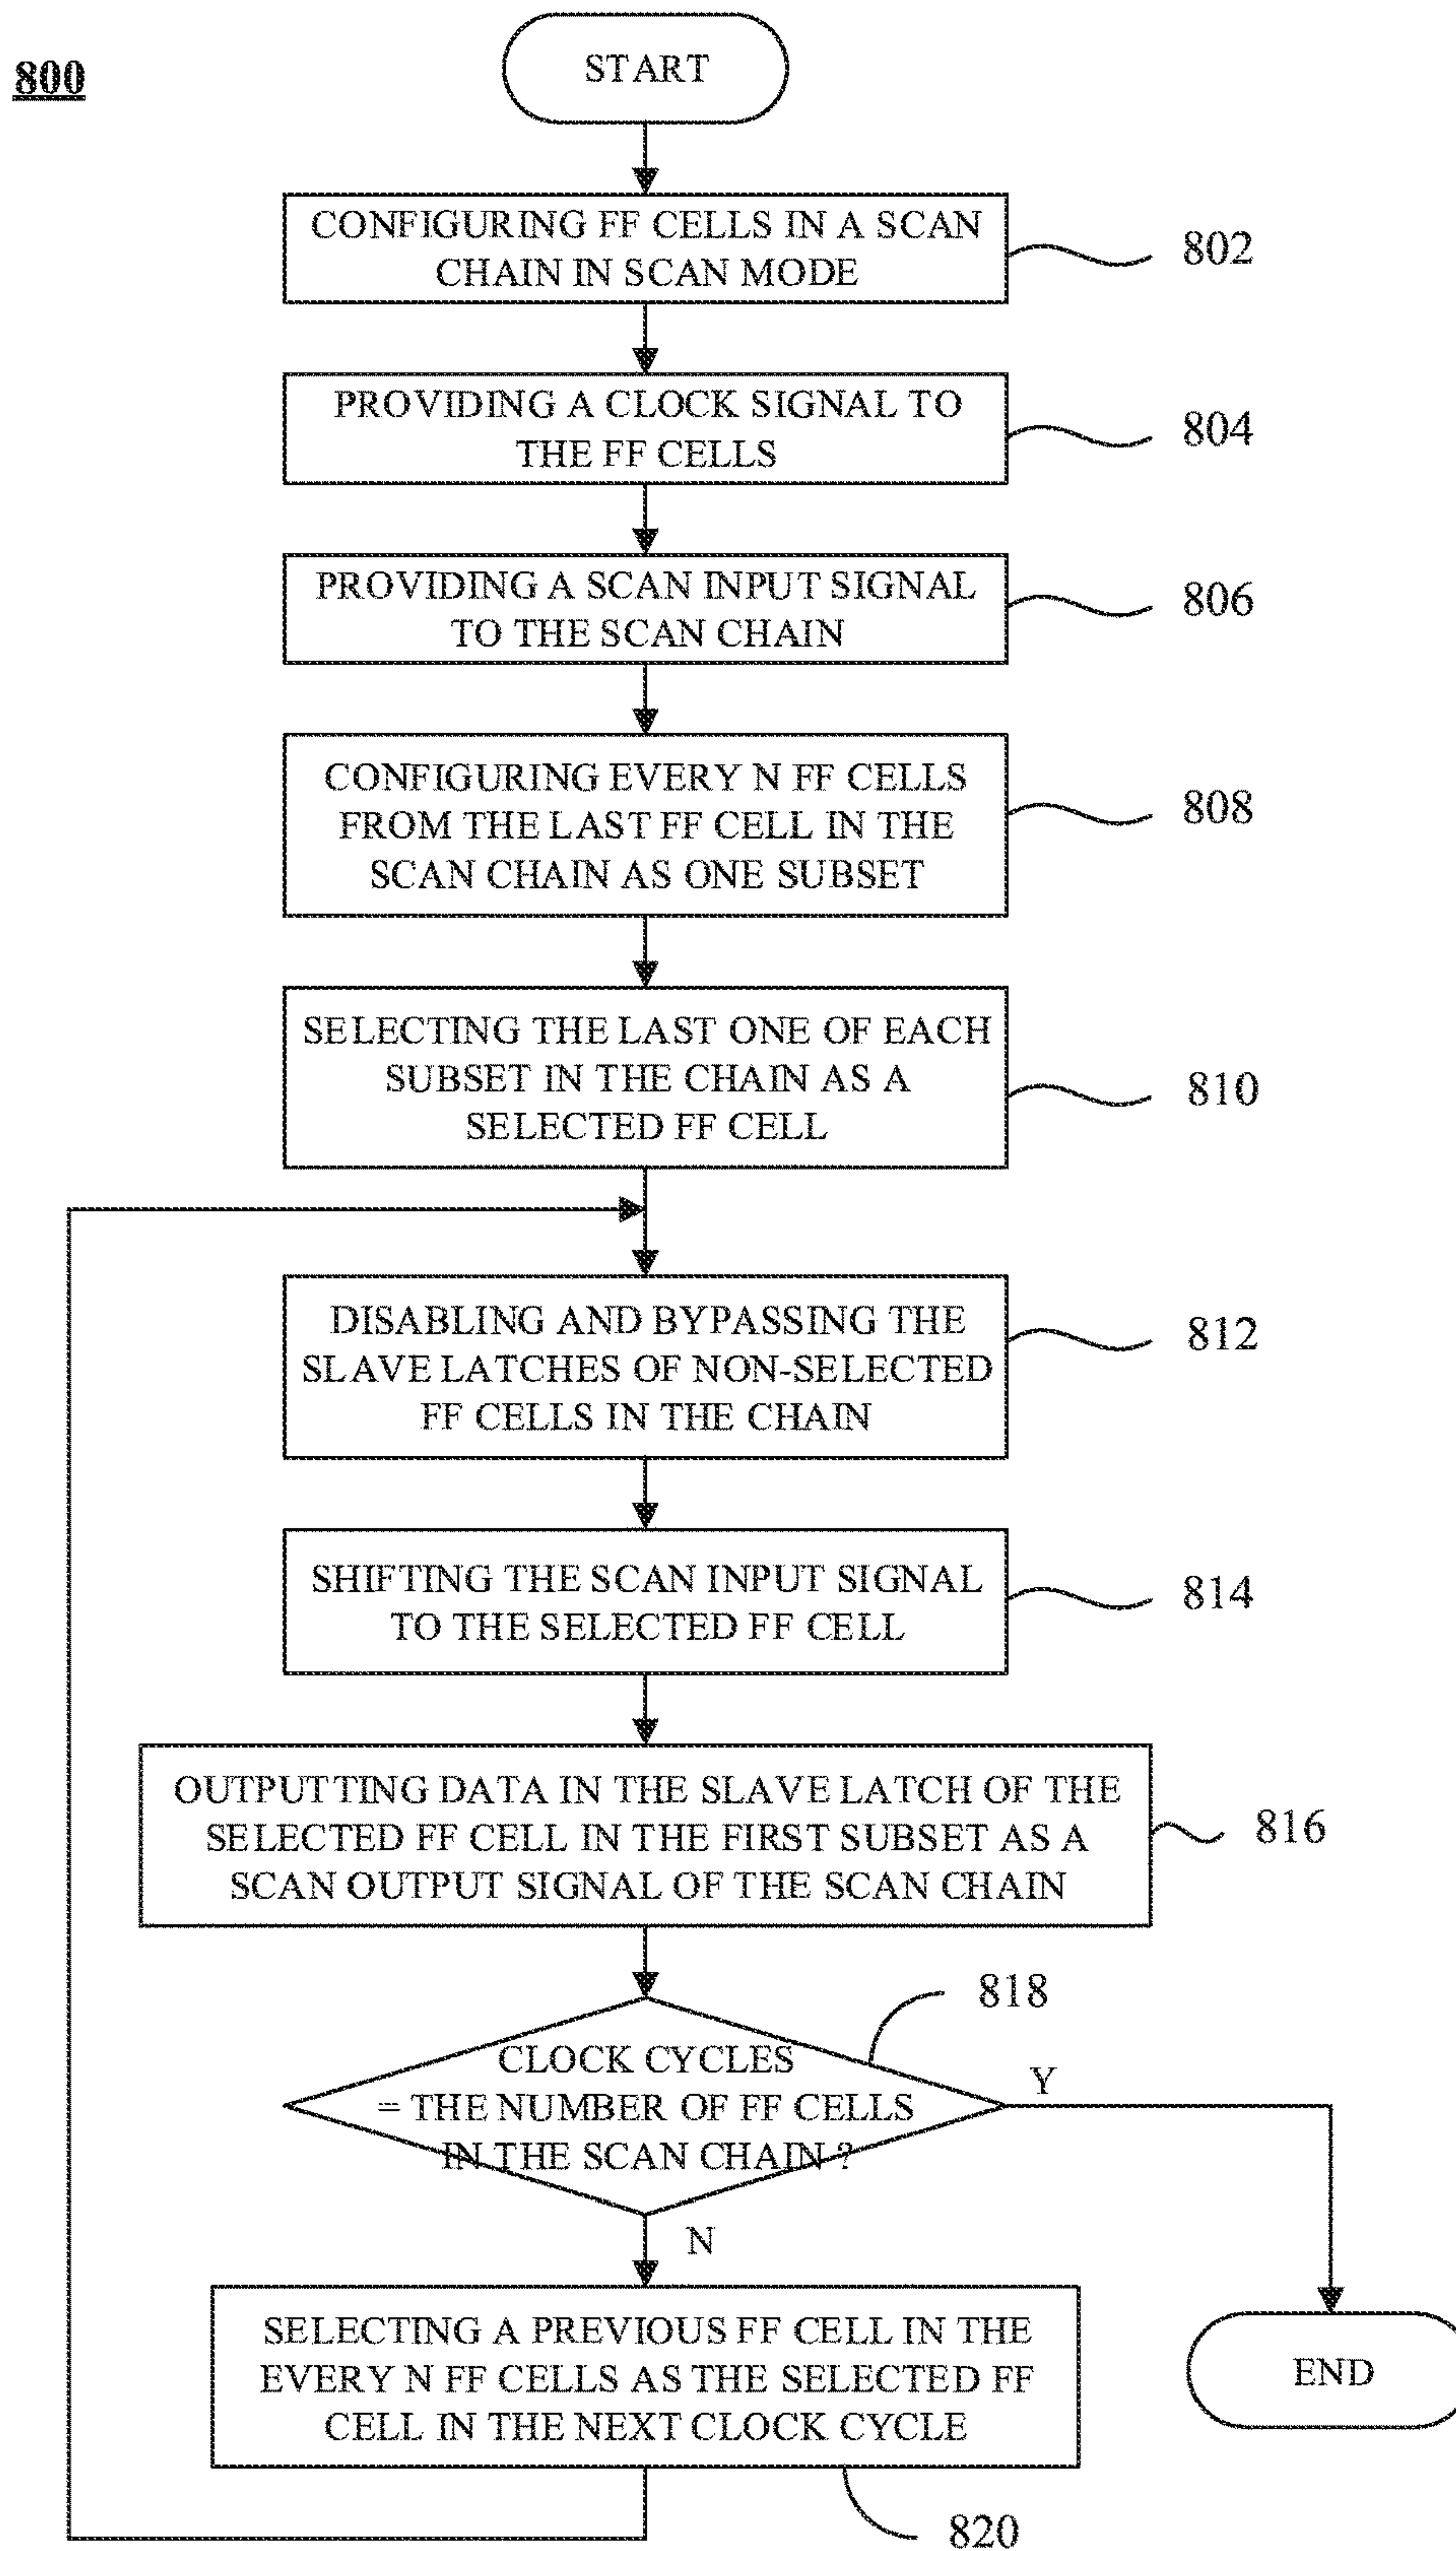 800
START
CONFIGURING FF CELLS IN A SCAN
CHAIN IN SCAN MODE
802
PROVIDING A CLOCK SIGNAL TO
THE FF CELLS
804
PROVIDING A SCAN INPUT SIGNAL
TO THE SCAN CHAIN
806
CONFIGURING EVERY N FF CELLS
FROM THE LAST FF CELL IN THE
SCAN CHAIN AS ONE SUBSET
808
SELECTING THE LAST ONE OF EACH
SUBSET IN THE CHAIN AS A
SELECTED FF CELL
810
DISABLING AND BYPASSING THE
SLAVE LATCHES OF NON-SELECTED
FF CELLS IN THE CHAIN
812
SHIFTING THE SCAN INPUT SIGNAL
TO THE SELECTED FF CELL
814
OUTPUTTING DATA IN THE SLAVE LATCH OF THE
SELECTED FF CELL IN THE FIRST SUBSET AS A
SCAN OUTPUT SIGNAL OF THE SCAN CHAIN
816
818
CLOCK CYCLES
= THE NUMBER OF FF CELLS
IN THE SCAN CHAIN ?
Y
N
SELECTING A PREVIOUS FF CELL IN THE
EVERY N FF CELLS AS THE SELECTED FF
CELL IN THE NEXT CLOCK CYCLE
END
820